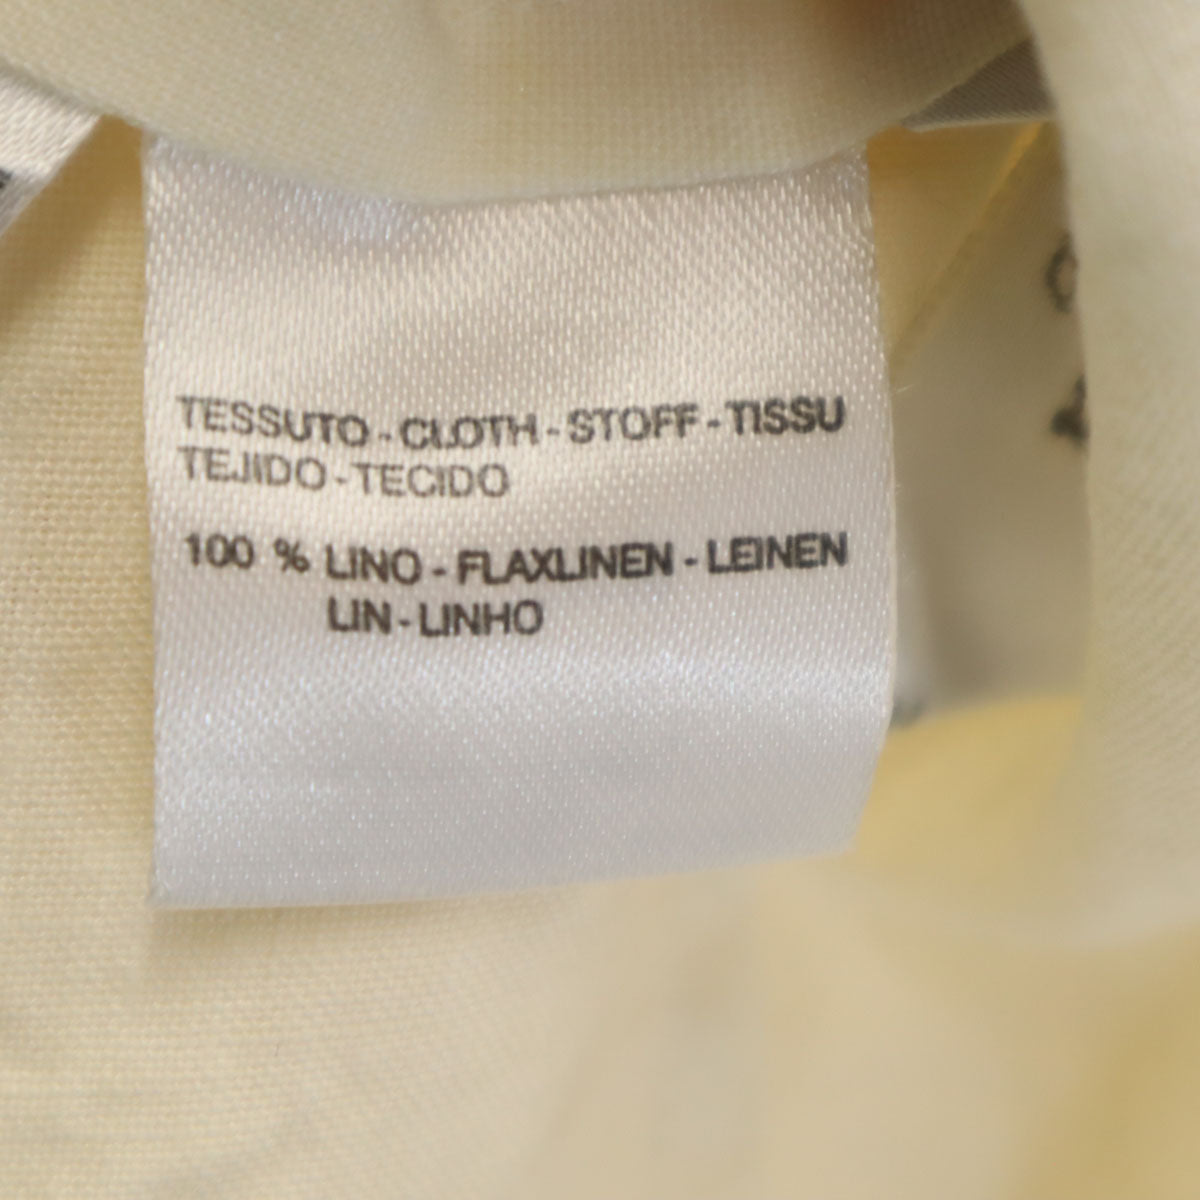 TESSUTO - CLOTH - STOFF - TISSU
TEJIDO - TECIDO
100 % LINO - FLAXLINEN - LEINEN
LIN - LINHO